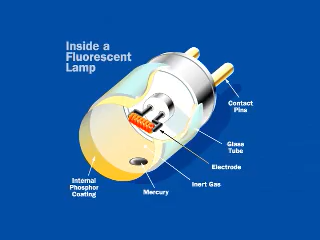 Inside a
Fluorescent
Lamp
Contact
Pins
Glass
Tube
Electrode
Inert Gas
Mercury
Internal
Phosphor
Coating